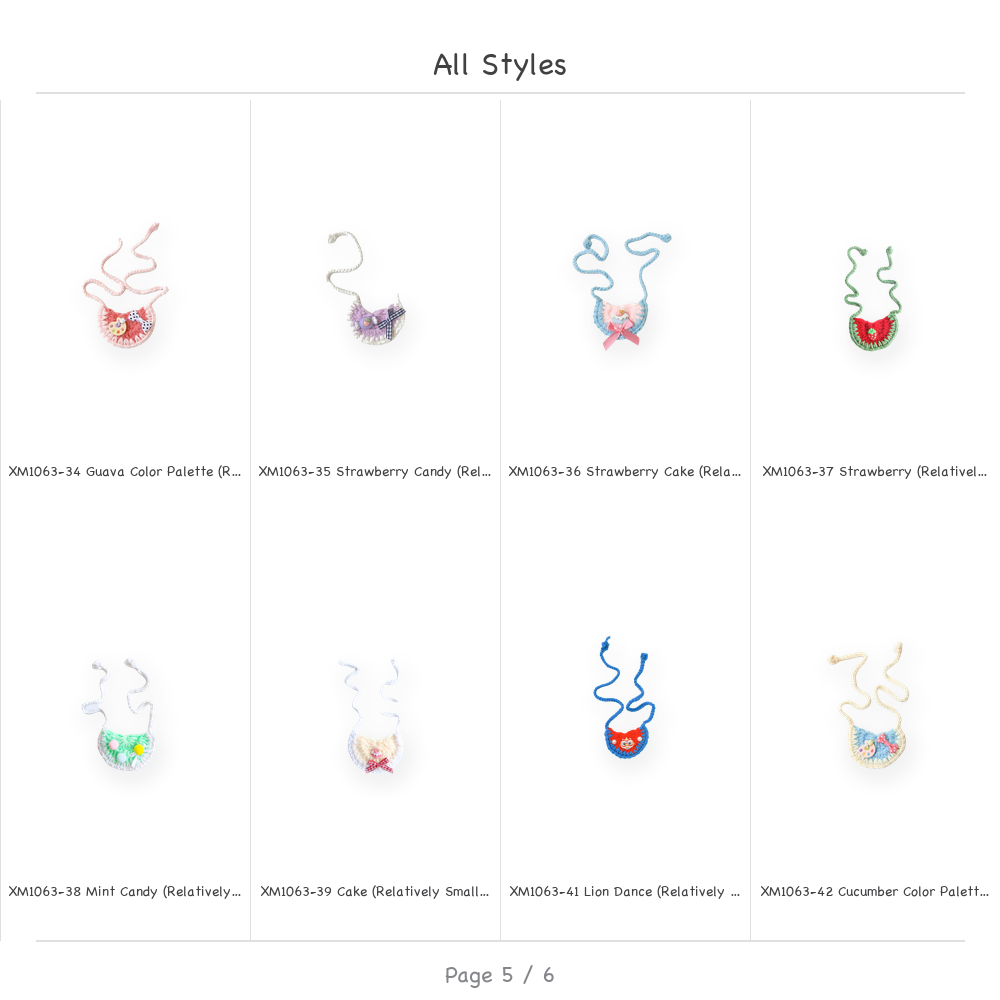 All Styles
XM1063-34 Guava Color Palette (R...
XM1063-35 Strawberry Candy (Rel...
XM1063-36 Strawberry Cake (Rela...
XM1063-37 Strawberry (Relativel...
XM1063-38 Mint Candy (Relatively...
XM1063-39 Cake (Relatively Small...
XM1063-41 Lion Dance (Relatively ...
XM1063-42 Cucumber Color Palett...
Page 5 / 6